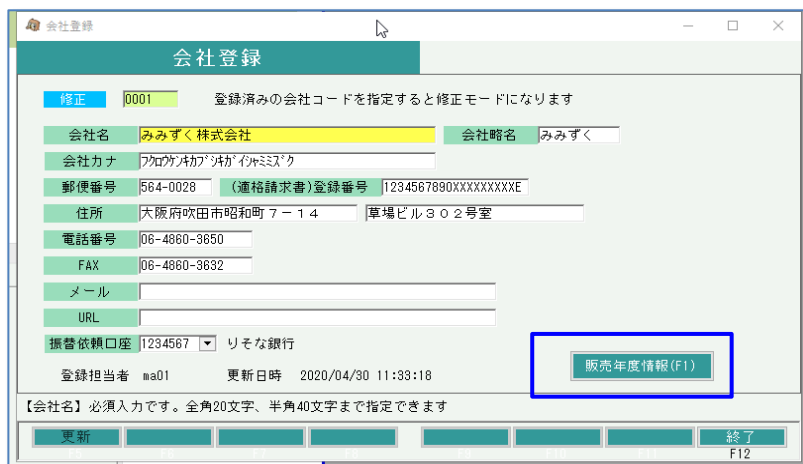 会社登録
会社登録
修正 0001 登録済みの会社コードを指定すると修正モードになります
会社名 みみずく株式会社 会社略名 みみずく
会社カナ ﾌｸﾛｳｹﾝｷｶﾌﾞｼｷｶﾞｲｼｬﾐﾐｽﾞｸ
郵便番号 564-0028 (適格請求書)登録番号 1234567890XXXXXXXXXE
住所 大阪府吹田市昭和町７－１４ 草場ビル３０２号室
電話番号 06-4860-3650
FAX 06-4860-3632
メール
URL
振替依頼口座 1234567 りそな銀行
販売年度情報(F1)
登録担当者 ma01 更新日時 2020/04/30 11:33:18
【会社名】必須入力です。全角20文字、半角40文字まで指定できます
更新 終了
F5 F6 F7 F8 F9 F10 F11 F12